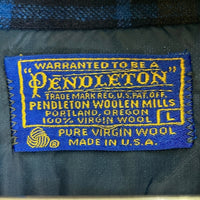 "WARRANTED TO BE A
PENDLETON"
TRADE MARK REG. U.S. PAT. OFF.
PENDLETON WOOLEN MILLS
PORTLAND, OREGON
100% VIRGIN WOOL L
PURE VIRGIN WOOL
MADE IN U.S.A.